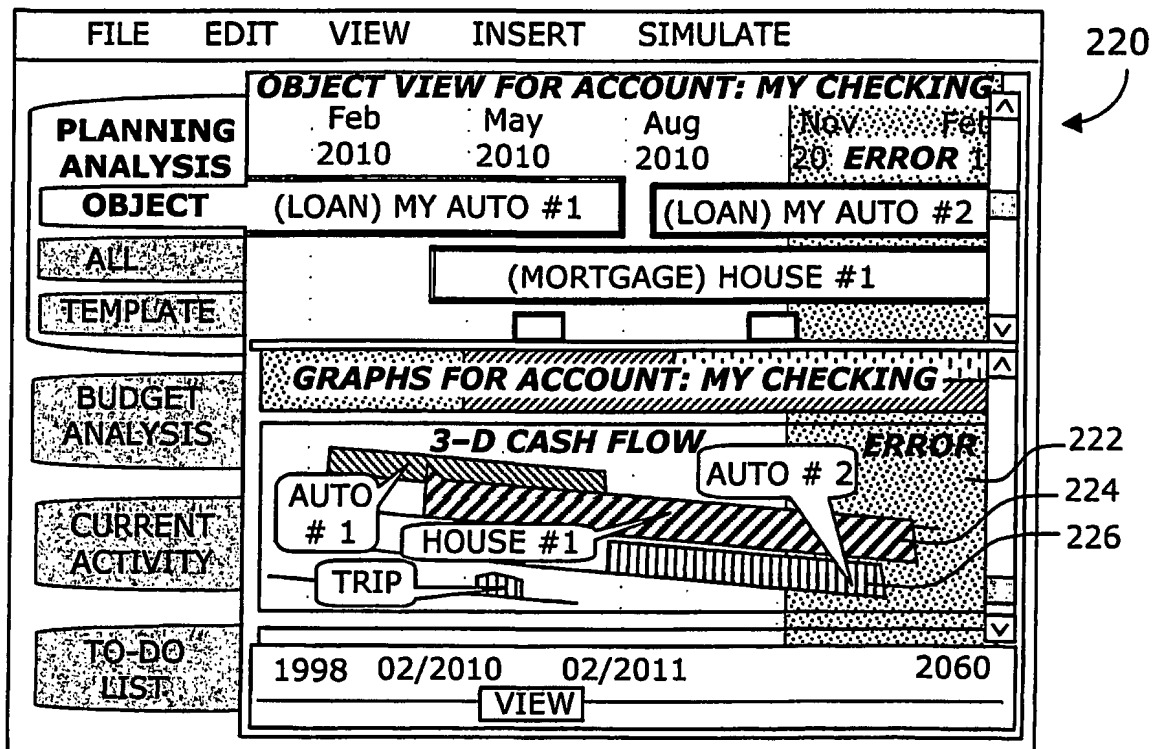 FILE EDIT VIEW INSERT SIMULATE
220
OBJECT VIEW FOR ACCOUNT: MY CHECKING
Feb May Aug Nov Feb
2010 2010 2010 20 ERROR 1
PLANNING
ANALYSIS
OBJECT
ALL
TEMPLATE
(LOAN) MY AUTO #1
(LOAN) MY AUTO #2
(MORTGAGE) HOUSE #1
GRAPHS FOR ACCOUNT: MY CHECKING
BUDGET
ANALYSIS
3-D CASH FLOW
ERROR
222
AUTO # 2
224
AUTO
# 1
HOUSE #1
226
CURRENT
ACTIVITY
TRIP
TO-DO
LIST
1998 02/2010 02/2011 2060
VIEW